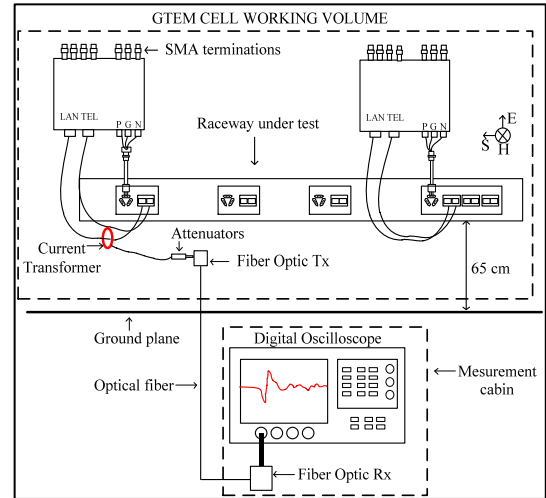 GTEM CELL WORKING VOLUME
SMA terminations
LAN TEL
P G N
LAN TEL
P G N
Raceway under test
E
S
H
Attenuators
Current
Transformer
Fiber Optic Tx
65 cm
Ground plane
Digital Oscilloscope
Optical fiber
Mesurement
cabin
Fiber Optic Rx